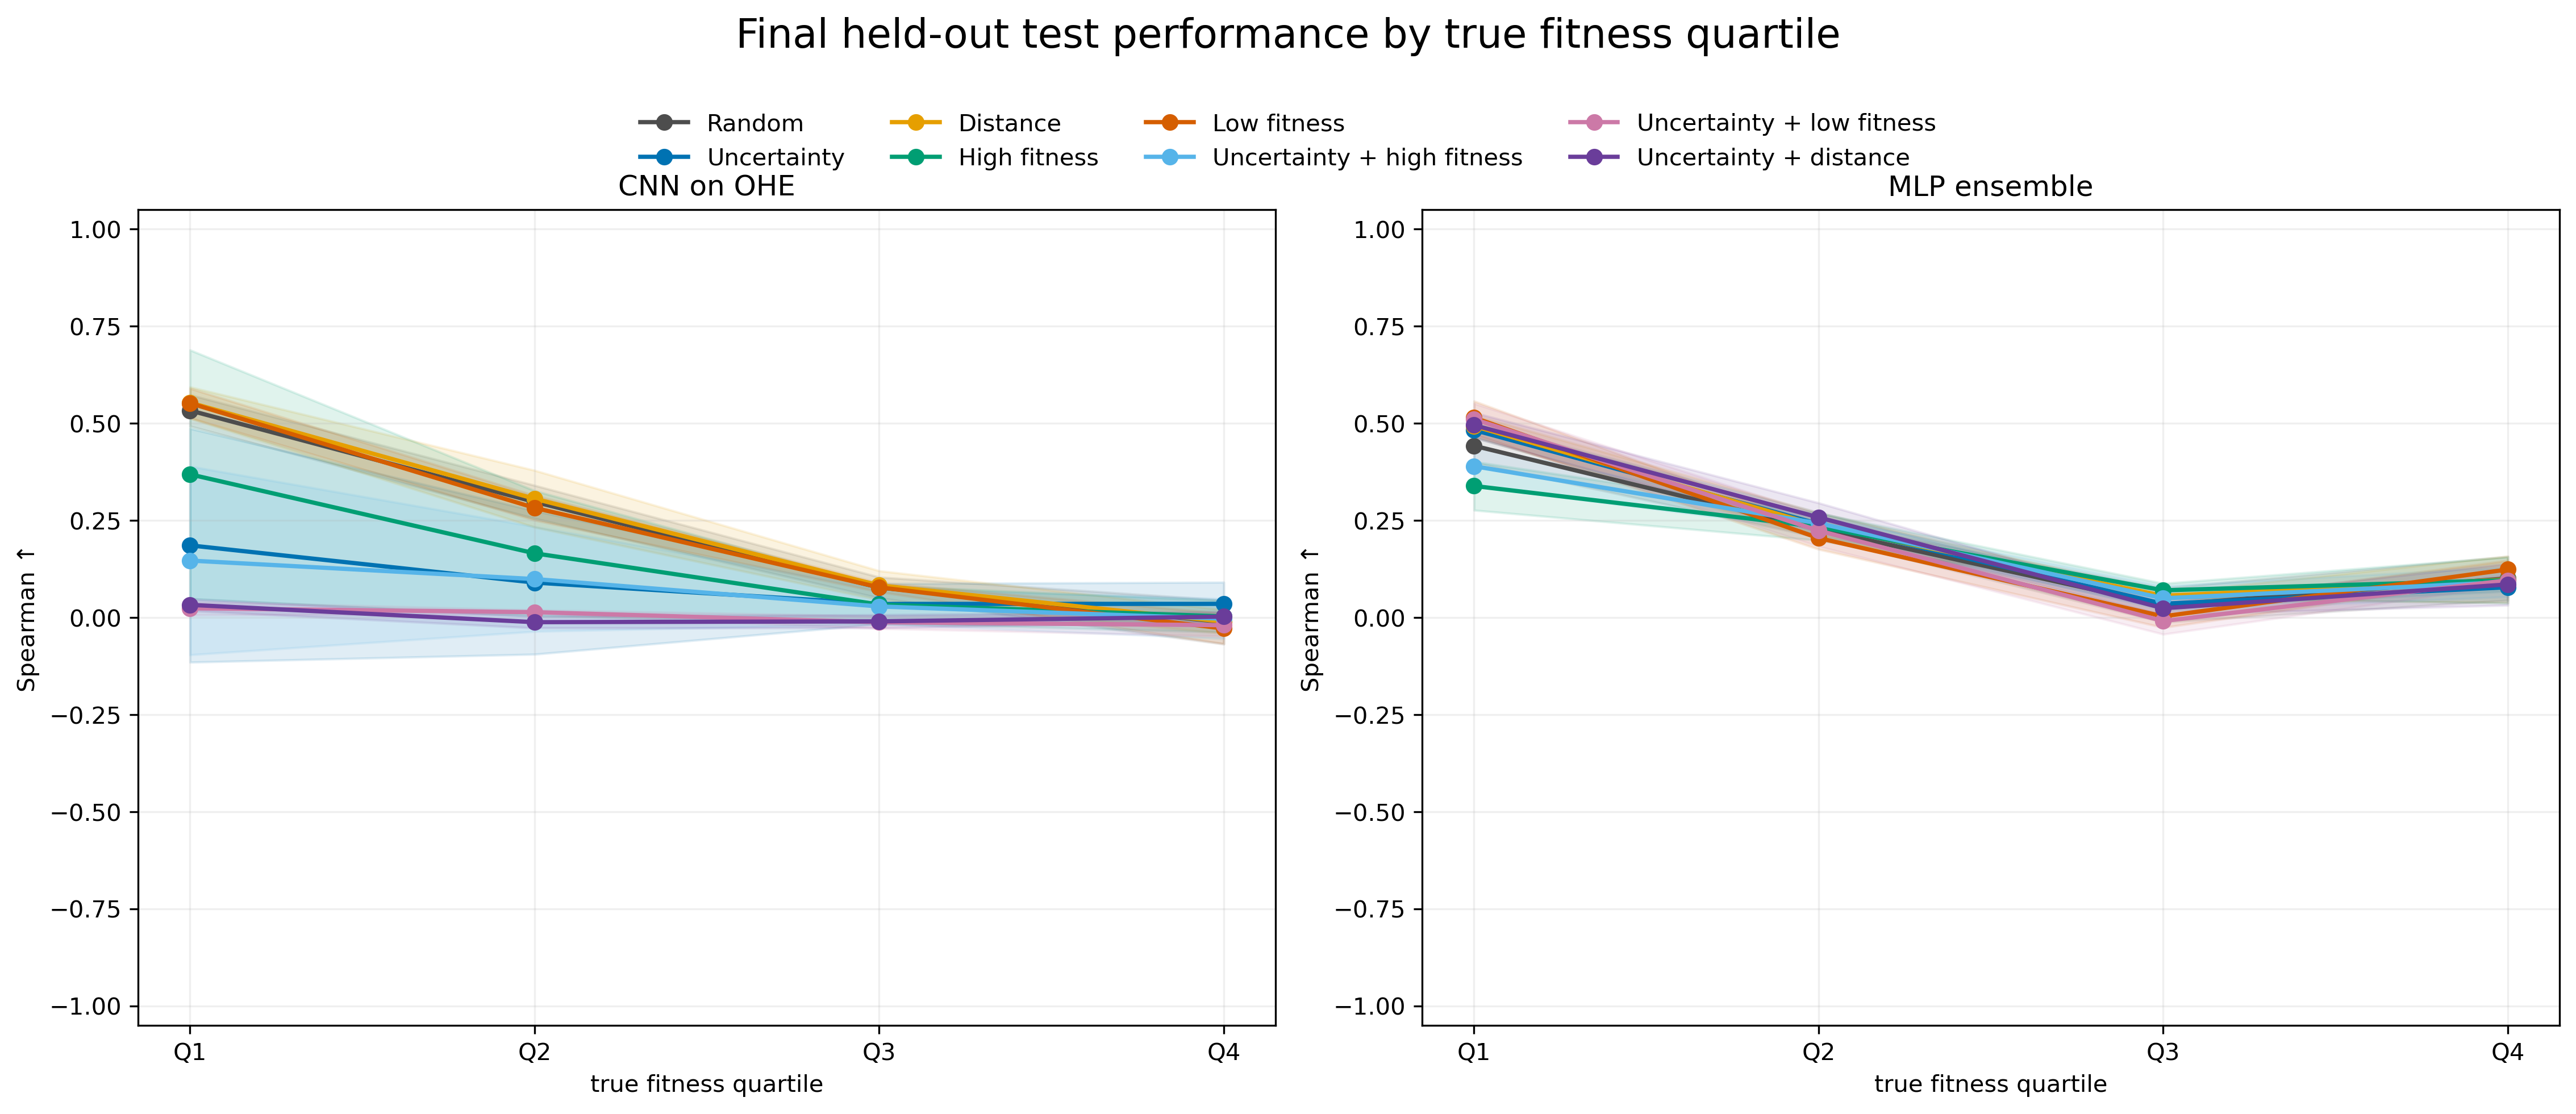 Final held-out test performance by true fitness quartile
Random
Distance
Low fitness
Uncertainty + low fitness
Uncertainty
High fitness
Uncertainty + high fitness
Uncertainty + distance
CNN on OHE
Spearman ↑
1.00
0.75
0.50
0.25
0.00
−0.25
−0.50
−0.75
−1.00
Q1 Q2 Q3 Q4
true fitness quartile
MLP ensemble
Spearman ↑
1.00
0.75
0.50
0.25
0.00
−0.25
−0.50
−0.75
−1.00
Q1 Q2 Q3 Q4
true fitness quartile